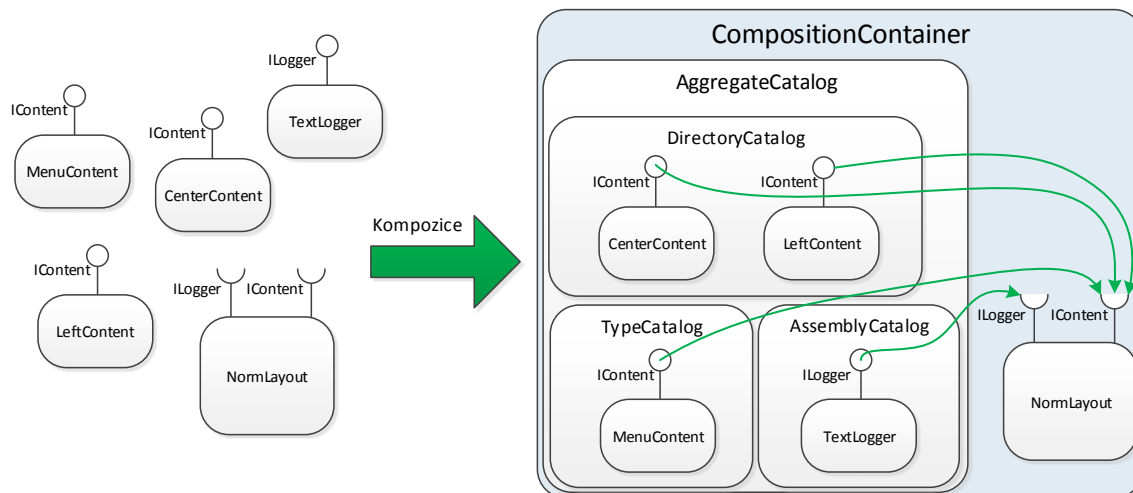 ILogger
IContent
TextLogger
IContent
MenuContent
CenterContent
IContent
ILogger
IContent
LeftContent
NormLayout
Kompozice
CompositionContainer
AggregateCatalog
DirectoryCatalog
IContent
IContent
CenterContent
LeftContent
TypeCatalog
AssemblyCatalog
IContent
ILogger
MenuContent
TextLogger
ILogger
IContent
NormLayout